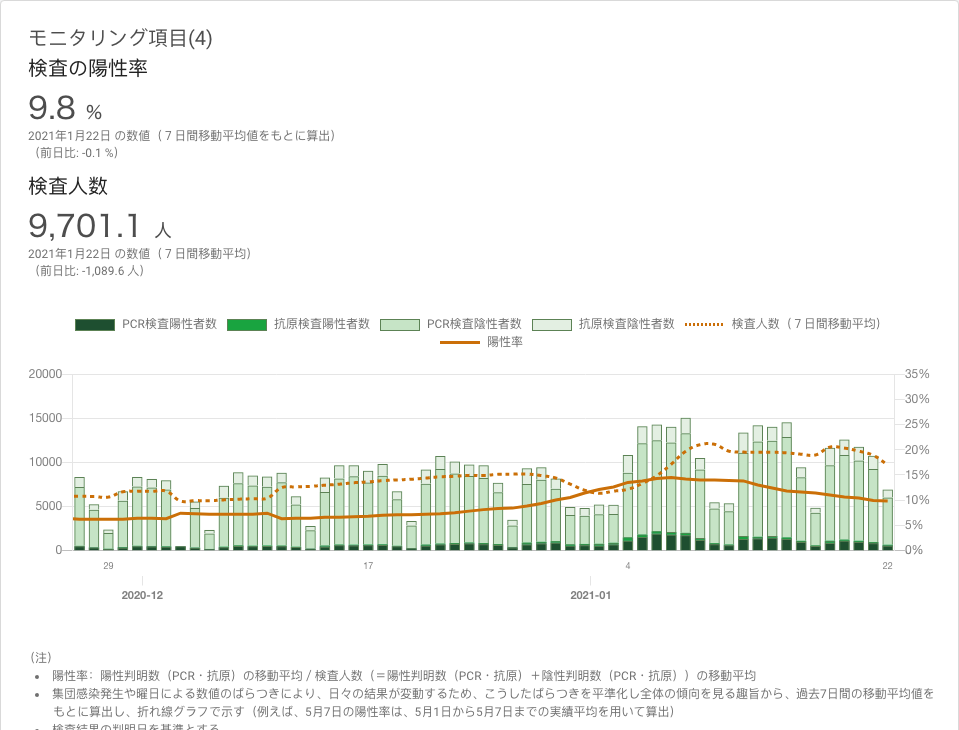 モニタリング項目(4)
検査の陽性率
9.8 %
2021年1月22日 の数値（７日間移動平均値をもとに算出）
（前日比: -0.1 %）
検査人数
9,701.1 人
2021年1月22日 の数値（７日間移動平均）
（前日比: -1,089.6 人）
PCR検査陽性者数 抗原検査陽性者数 PCR検査陰性者数 抗原検査陰性者数 検査人数（７日間移動平均）
陽性率
20000 35%
30%
15000 25%
20%
10000 15%
10%
5000 5%
0 0%
29 17 4 22
2020-12 2021-01
（注）
• 陽性率：陽性判明数（PCR・抗原）の移動平均 / 検査人数（＝陽性判明数（PCR・抗原）＋陰性判明数（PCR・抗原））の移動平均
• 集団感染発生や曜日による数値のばらつきにより、日々の結果が変動するため、こうしたばらつきを平準化し全体の傾向を見る趣旨から、過去7日間の移動平均値を
もとに算出し、折れ線グラフで示す（例えば、5月7日の陽性率は、5月1日から5月7日までの実績平均を用いて算出）
• 検査結果の判明日を基準とする